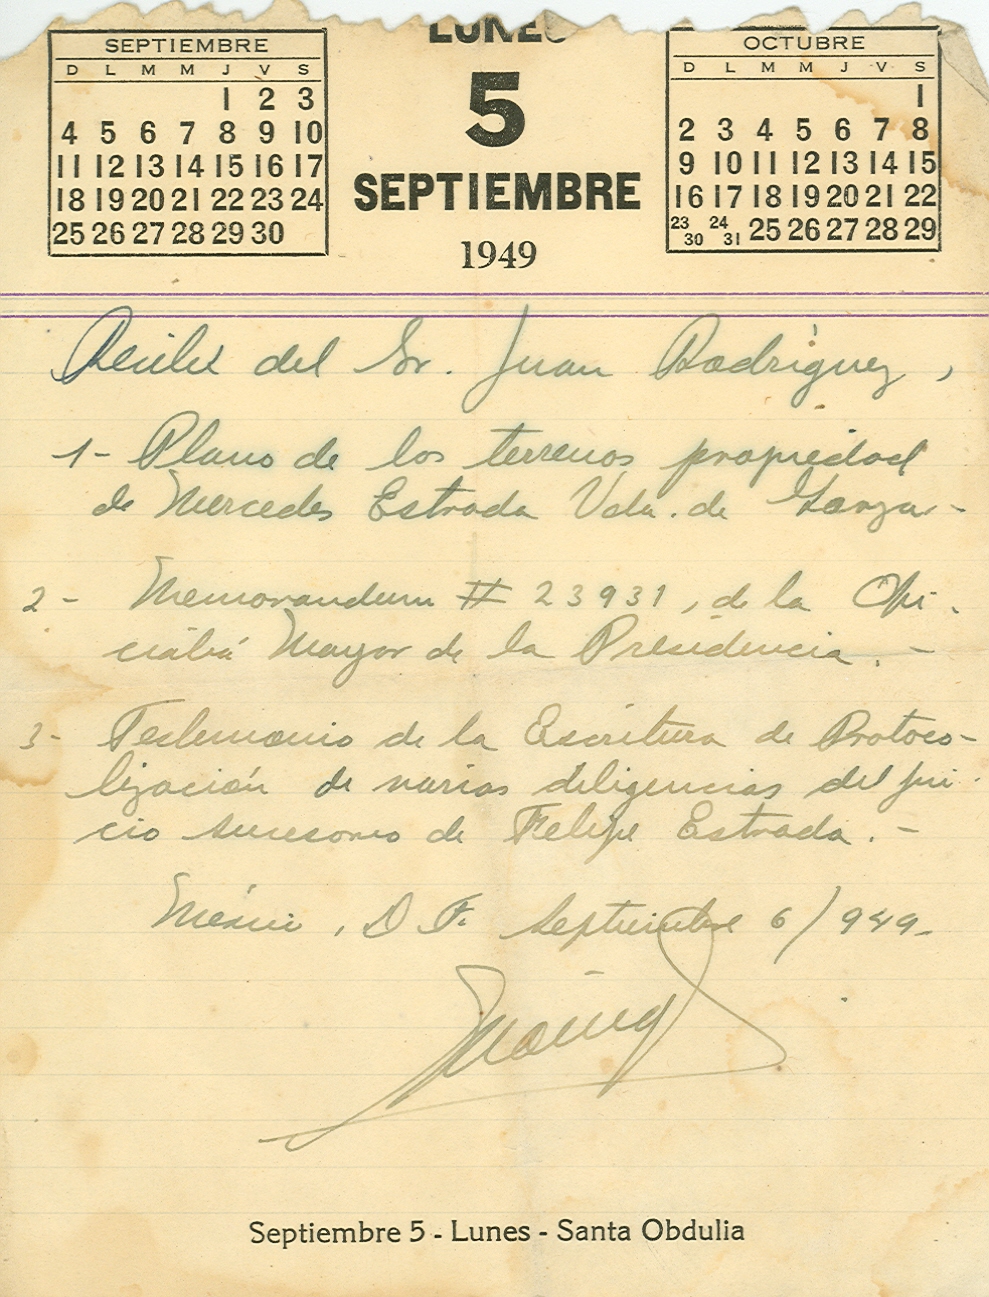 SEPTIEMBRE
D L M M J V S
1 2 3
4 5 6 7 8 9 10
11 12 13 14 15 16 17
18 19 20 21 22 23 24
25 26 27 28 29 30
LUNES
5
SEPTIEMBRE
1949
OCTUBRE
D L M M J V S
1
2 3 4 5 6 7 8
9 10 11 12 13 14 15
16 17 18 19 20 21 22
23/30 24/31 25 26 27 28 29
Recibí del Sr. Juan Rodríguez,
1- Plano de los terrenos propiedad
de Mercedes Estrada Vda. de Garza.-
2- Memorandum # 23931, de la Ofi-
cialía Mayor de la Presidencia.-
3- Testimonio de la Escritura de Protoco-
lización de varias diligencias del jui-
cio sucesorio de Felipe Estrada.-
México, D.F. Septiembre 6/949-
Septiembre 5 - Lunes - Santa Obdulia